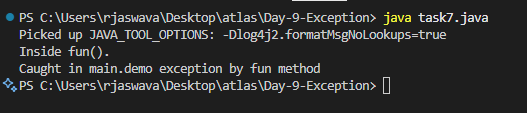 PS C:\Users\rjaswava\Desktop\atlas\Day-9-Exception> java task7.java
Picked up JAVA_TOOL_OPTIONS: -Dlog4j2.formatMsgNoLookups=true
Inside fun().
Caught in main.demo exception by fun method
PS C:\Users\rjaswava\Desktop\atlas\Day-9-Exception>